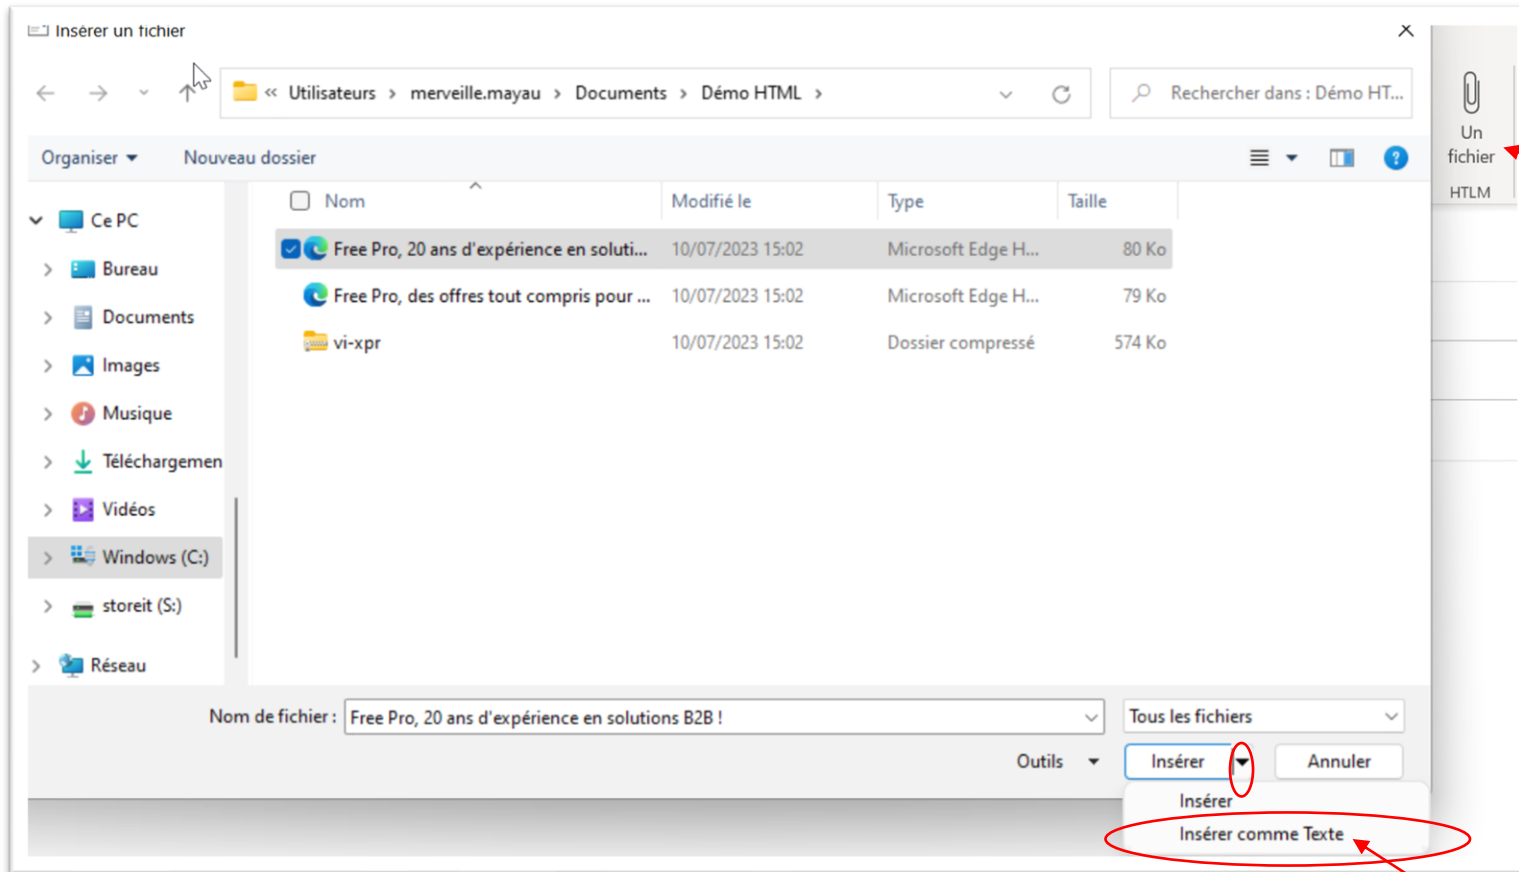 Insérer un fichier
« Utilisateurs > merveille.mayau > Documents > Démo HTML >
Rechercher dans : Démo HT...
Un
fichier
HTLM
Organiser
Nouveau dossier
Nom
Modifié le
Type
Taille
Ce PC
Bureau
Documents
Images
Musique
Téléchargemen
Vidéos
Windows (C:)
storeit (S:)
Réseau
Free Pro, 20 ans d'expérience en soluti... 10/07/2023 15:02 Microsoft Edge H... 80 Ko
Free Pro, des offres tout compris pour ... 10/07/2023 15:02 Microsoft Edge H... 79 Ko
vi-xpr 10/07/2023 15:02 Dossier compressé 574 Ko
Nom de fichier : Free Pro, 20 ans d'expérience en solutions B2B !
Tous les fichiers
Outils
Insérer
Annuler
Insérer
Insérer comme Texte